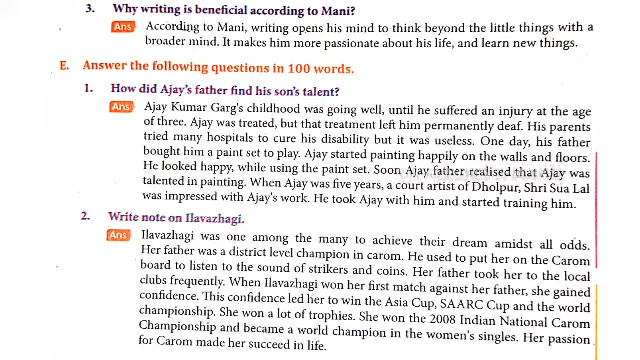 3. Why writing is beneficial according to Mani?
Ans According to Mani, writing opens his mind to think beyond the little things with a
broader mind. It makes him more passionate about his life, and learn new things.
E. Answer the following questions in 100 words.
1. How did Ajay's father find his son's talent?
Ans Ajay Kumar Garg's childhood was going well, until he suffered an injury at the age
of three. Ajay was treated, but that treatment left him permanently deaf. His parents
tried many hospitals to cure his disability but it was useless. One day, his father
bought him a paint set to play. Ajay started painting happily on the walls and floors.
He looked happy, while using the paint set. Soon Ajay father realised that Ajay was
talented in painting. When Ajay was five years, a court artist of Dholpur, Shri Sua Lal
was impressed with Ajay's work. He took Ajay with him and started training him.
2. Write note on Ilavazhagi.
Ans Ilavazhagi was one among the many to achieve their dream amidst all odds.
Her father was a district level champion in carom. He used to put her on the Carom
board to listen to the sound of strikers and coins. Her father took her to the local
clubs frequently. When Ilavazhagi won her first match against her father, she gained
confidence. This confidence led her to win the Asia Cup, SAARC Cup and the world
championship. She won a lot of trophies. She won the 2008 Indian National Carom
Championship and became a world champion in the women's singles. Her passion
for Carom made her succeed in life.